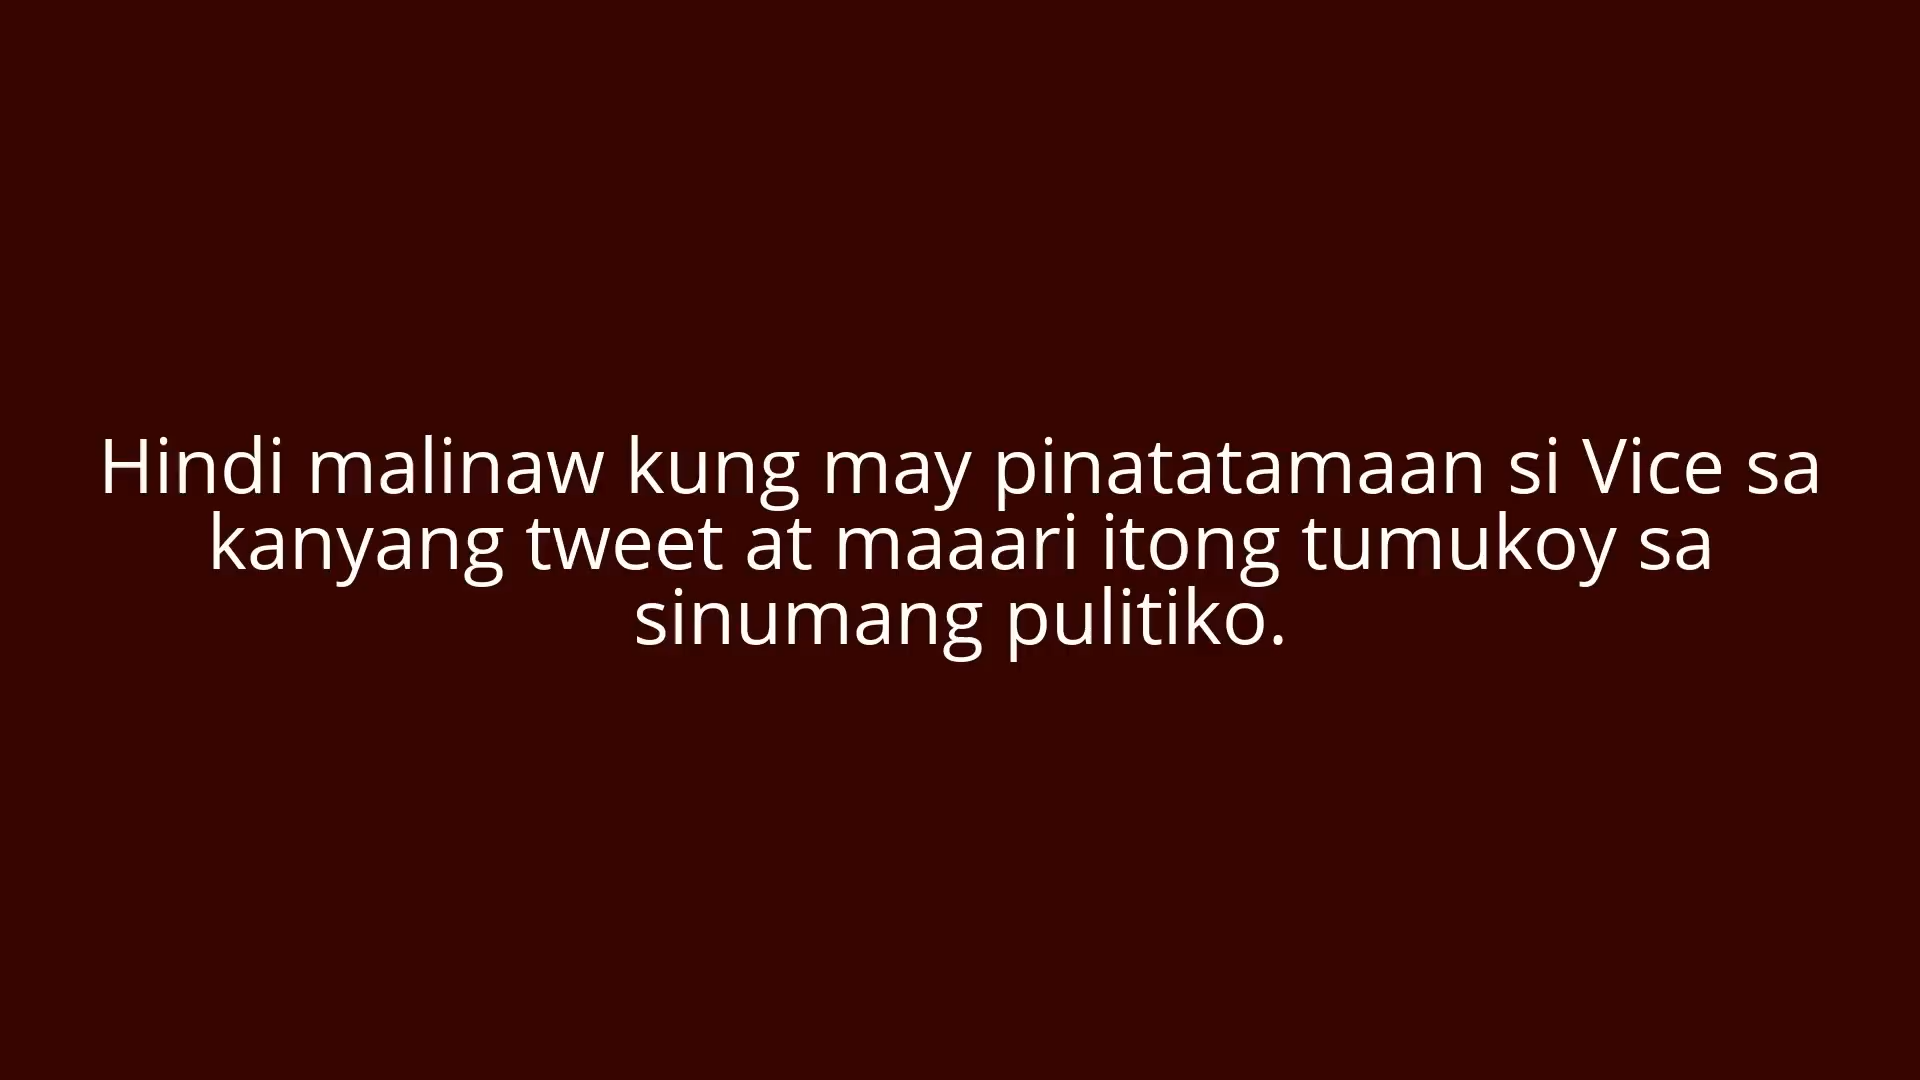 Hindi malinaw kung may pinatatamaan si Vice sa
kanyang tweet at maaari itong tumukoy sa
sinumang pulitiko.